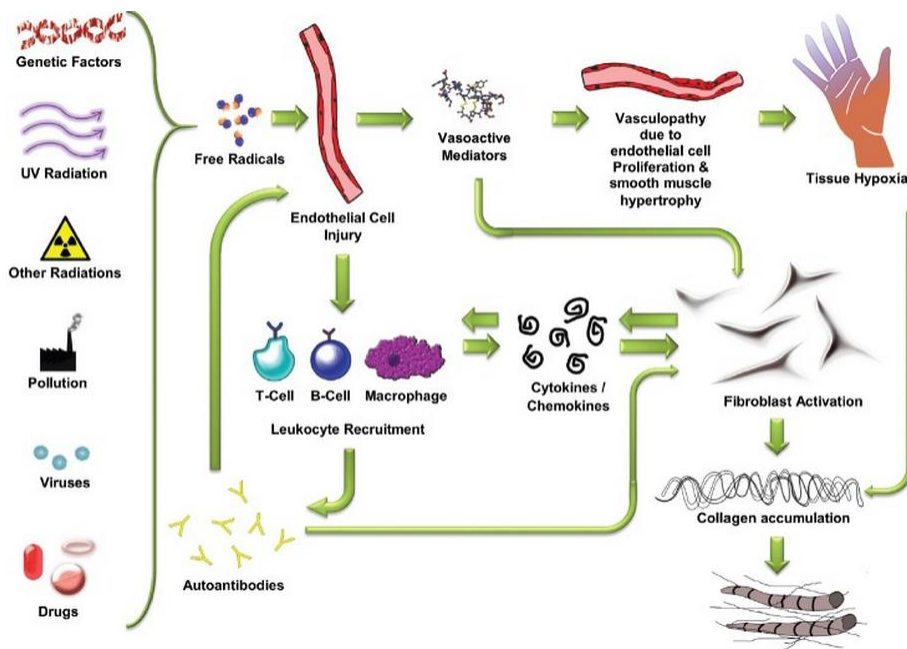 Genetic Factors
UV Radiation
Other Radiations
Pollution
Viruses
Drugs
Free Radicals
Endothelial Cell
Injury
Vasoactive
Mediators
Vasculopathy
due to
endothelial cell
Proliferation &
smooth muscle
hypertrophy
Tissue Hypoxia
T-Cell
B-Cell
Macrophage
Leukocyte Recruitment
Cytokines /
Chemokines
Fibroblast Activation
Autoantibodies
Collagen accumulation